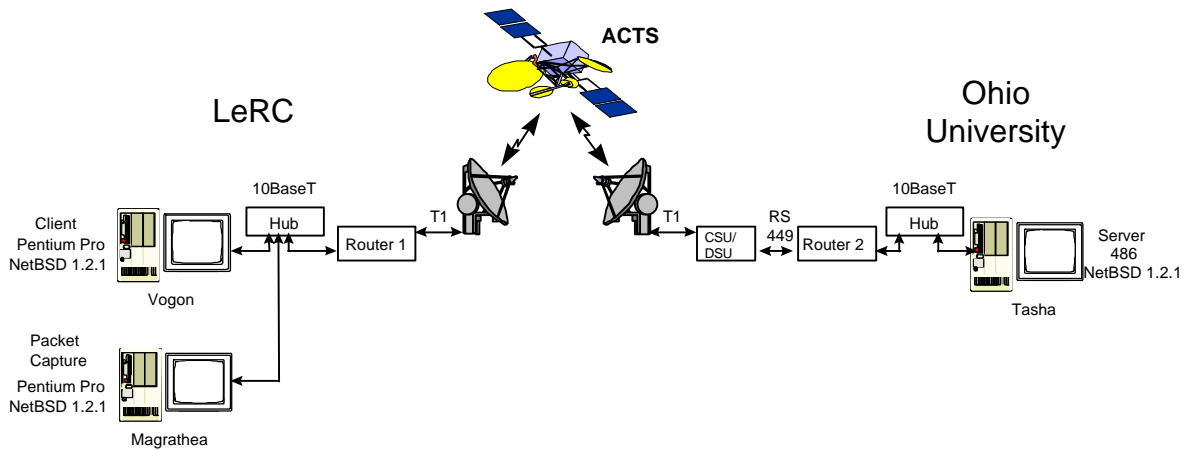 ACTS
LeRC
Ohio
University
10BaseT
Hub
Client
Pentium Pro
NetBSD 1.2.1
Vogon
Router 1
T1
T1
CSU/
DSU
RS
449
Router 2
10BaseT
Hub
Server
486
NetBSD 1.2.1
Tasha
Packet
Capture
Pentium Pro
NetBSD 1.2.1
Magrathea